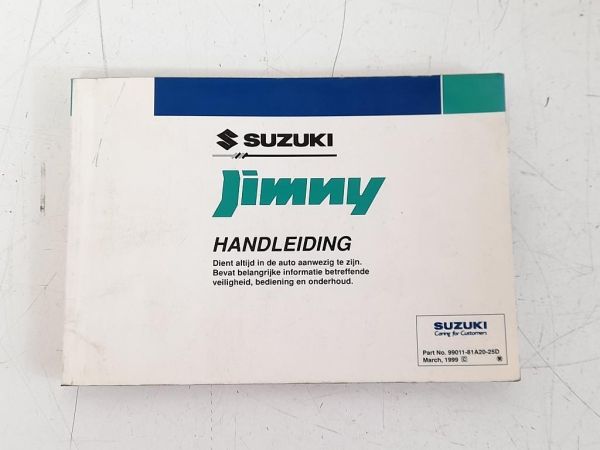 SUZUKI
Jimny
HANDLEIDING
Dient altijd in de auto aanwezig te zijn.
Bevat belangrijke informatie betreffende
veiligheid, bediening en onderhoud.
SUZUKI
Caring for Customers
Part No. 99011-81A20-25D
March, 1999 C